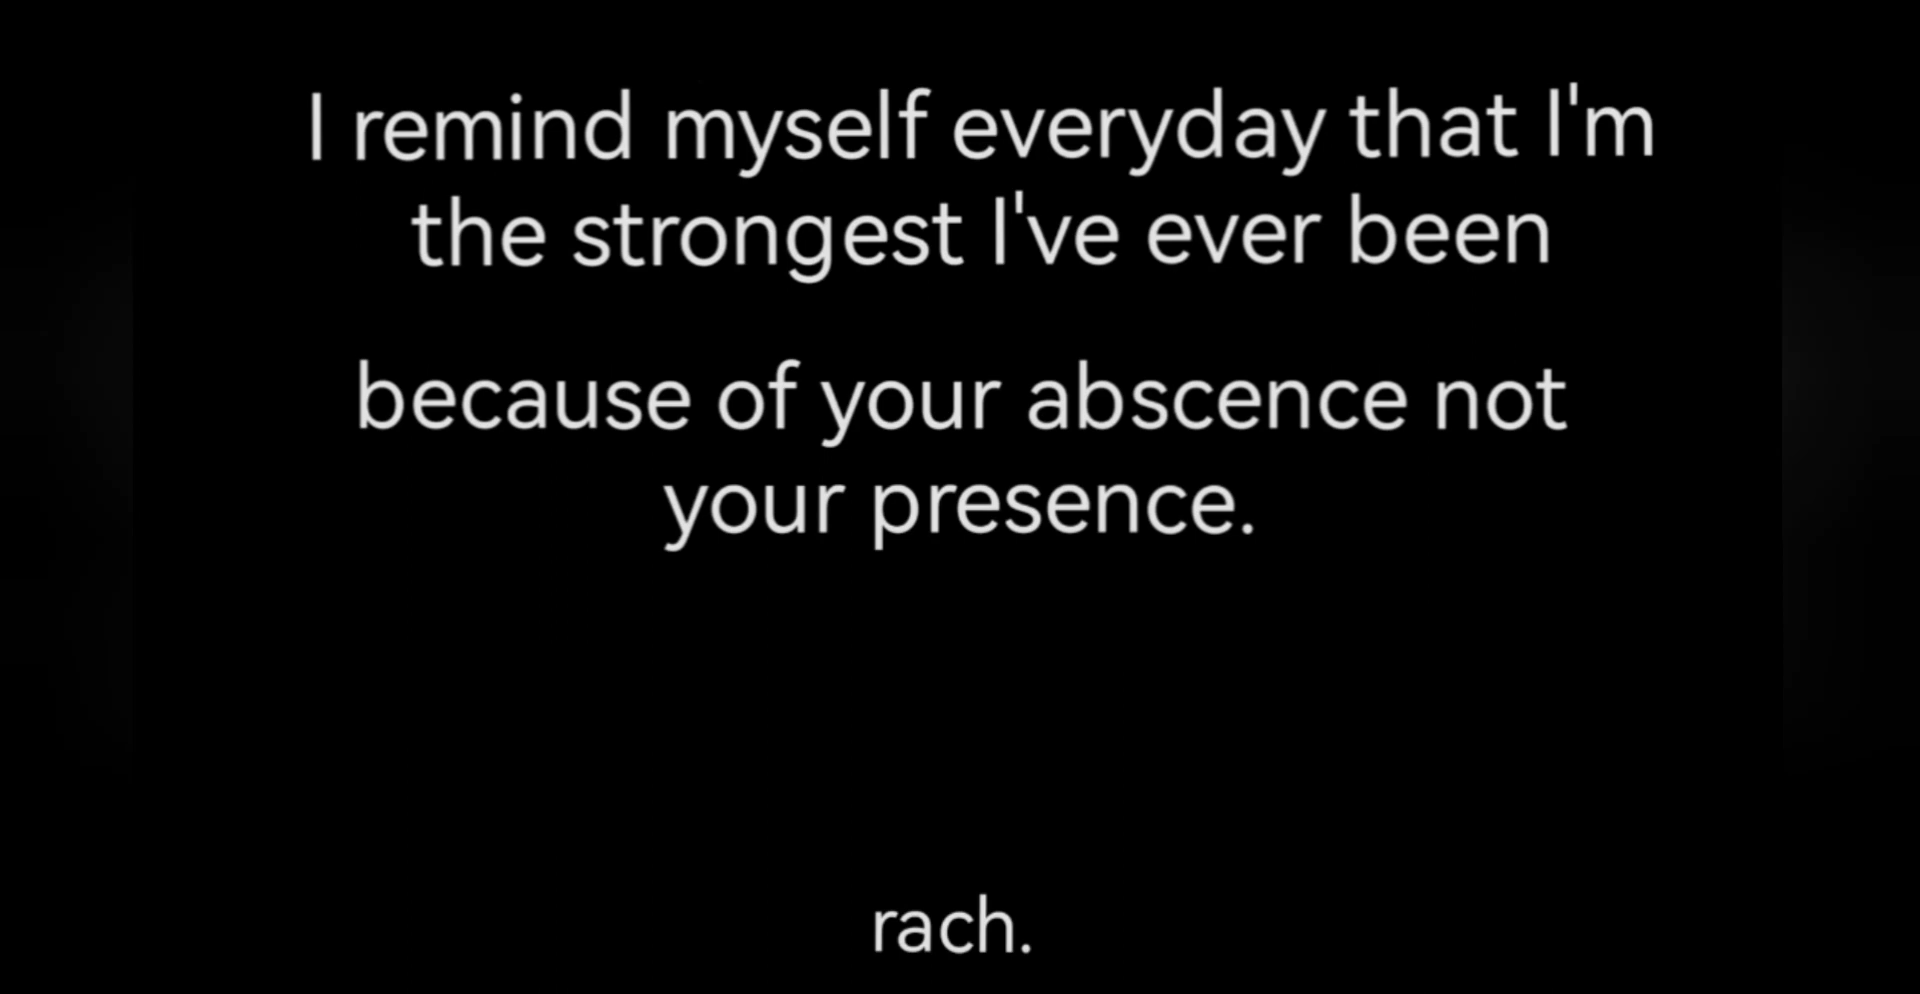 I remind myself everyday that I'm
the strongest I've ever been
because of your abscence not
your presence.
rach.